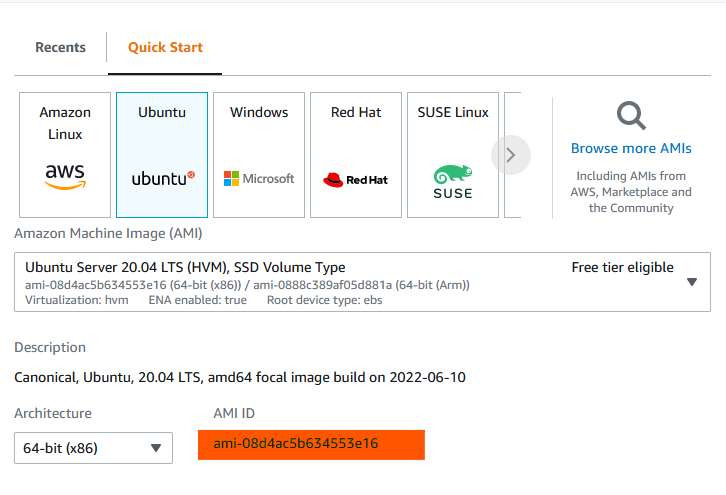 Recents
Quick Start
Amazon
Linux
aws
Ubuntu
ubuntu
Windows
Microsoft
Red Hat
Red Hat
SUSE Linux
SUSE
Browse more AMIs
Including AMIs from
AWS, Marketplace and
the Community
Amazon Machine Image (AMI)
Ubuntu Server 20.04 LTS (HVM), SSD Volume Type
Free tier eligible
ami-08d4ac5b634553e16 (64-bit (x86)) / ami-0888c389af05d881a (64-bit (Arm))
Virtualization: hvm ENA enabled: true Root device type: ebs
Description
Canonical, Ubuntu, 20.04 LTS, amd64 focal image build on 2022-06-10
Architecture
AMI ID
64-bit (x86)
ami-08d4ac5b634553e16